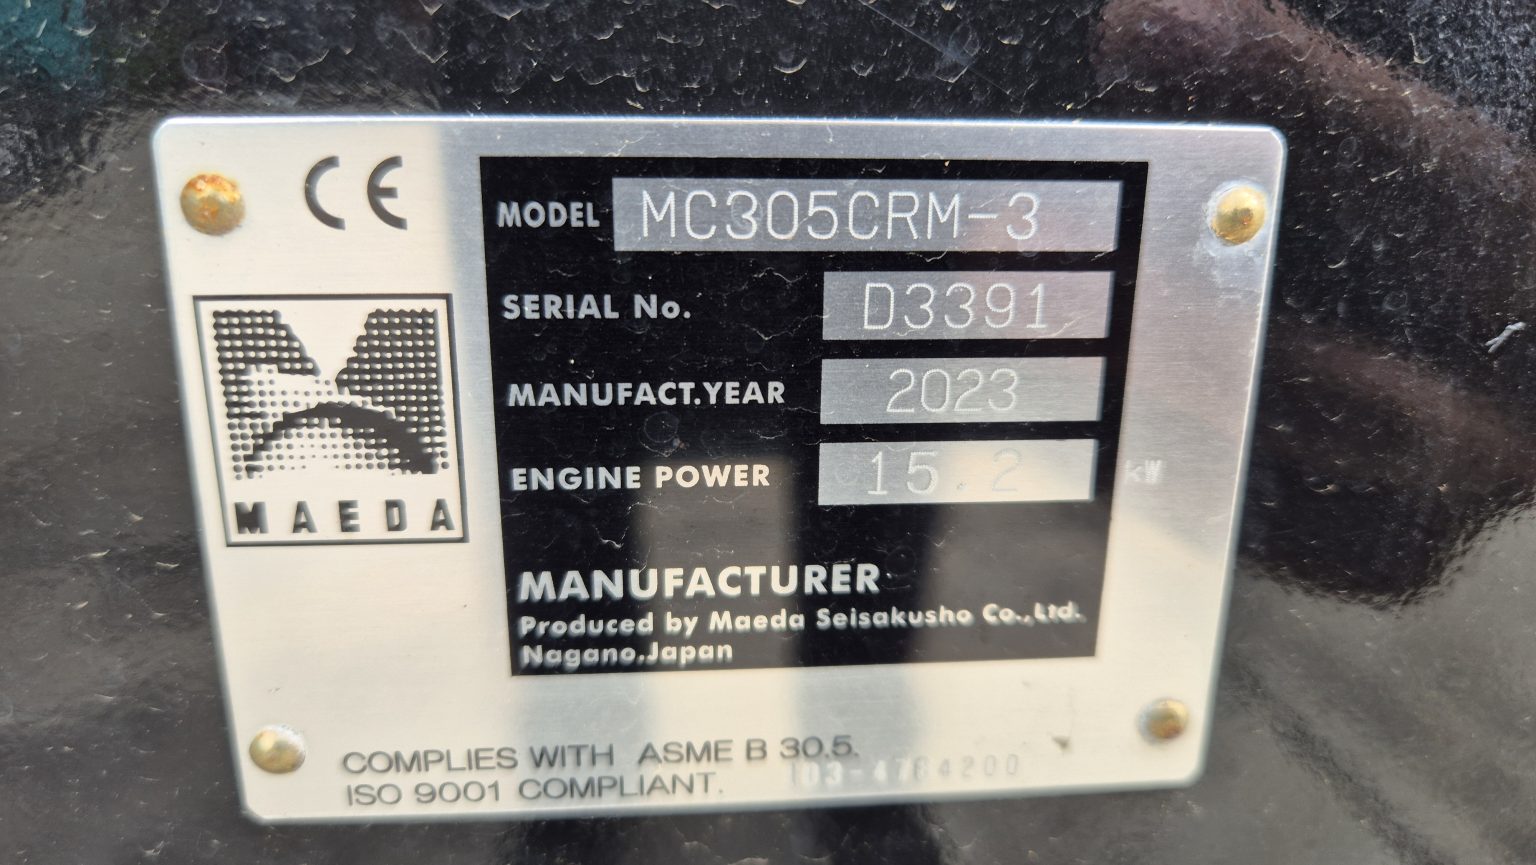 CE
MODEL MC305CRM-3
SERIAL No. D3391
MANUFACT.YEAR 2023
ENGINE POWER 15.2 kW
MAEDA
MANUFACTURER
Produced by Maeda Seisakusho Co.,Ltd.
Nagano.Japan
COMPLIES WITH ASME B 30.5.
ISO 9001 COMPLIANT.